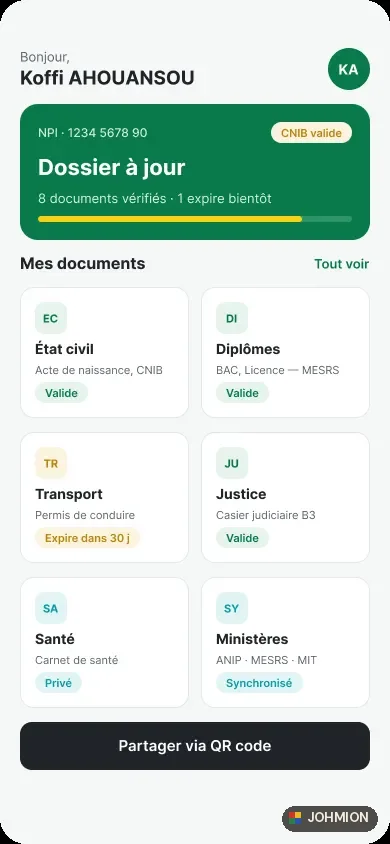 Bonjour,
Koffi AHOUANSOU
KA
NPI · 1234 5678 90
CNIB valide
Dossier à jour
8 documents vérifiés · 1 expire bientôt
Mes documents
Tout voir
EC
État civil
Acte de naissance, CNIB
Valide
DI
Diplômes
BAC, Licence — MESRS
Valide
TR
Transport
Permis de conduire
Expire dans 30 j
JU
Justice
Casier judiciaire B3
Valide
SA
Santé
Carnet de santé
Privé
SY
Ministères
ANIP · MESRS · MIT
Synchronisé
Partager via QR code
JOHMION